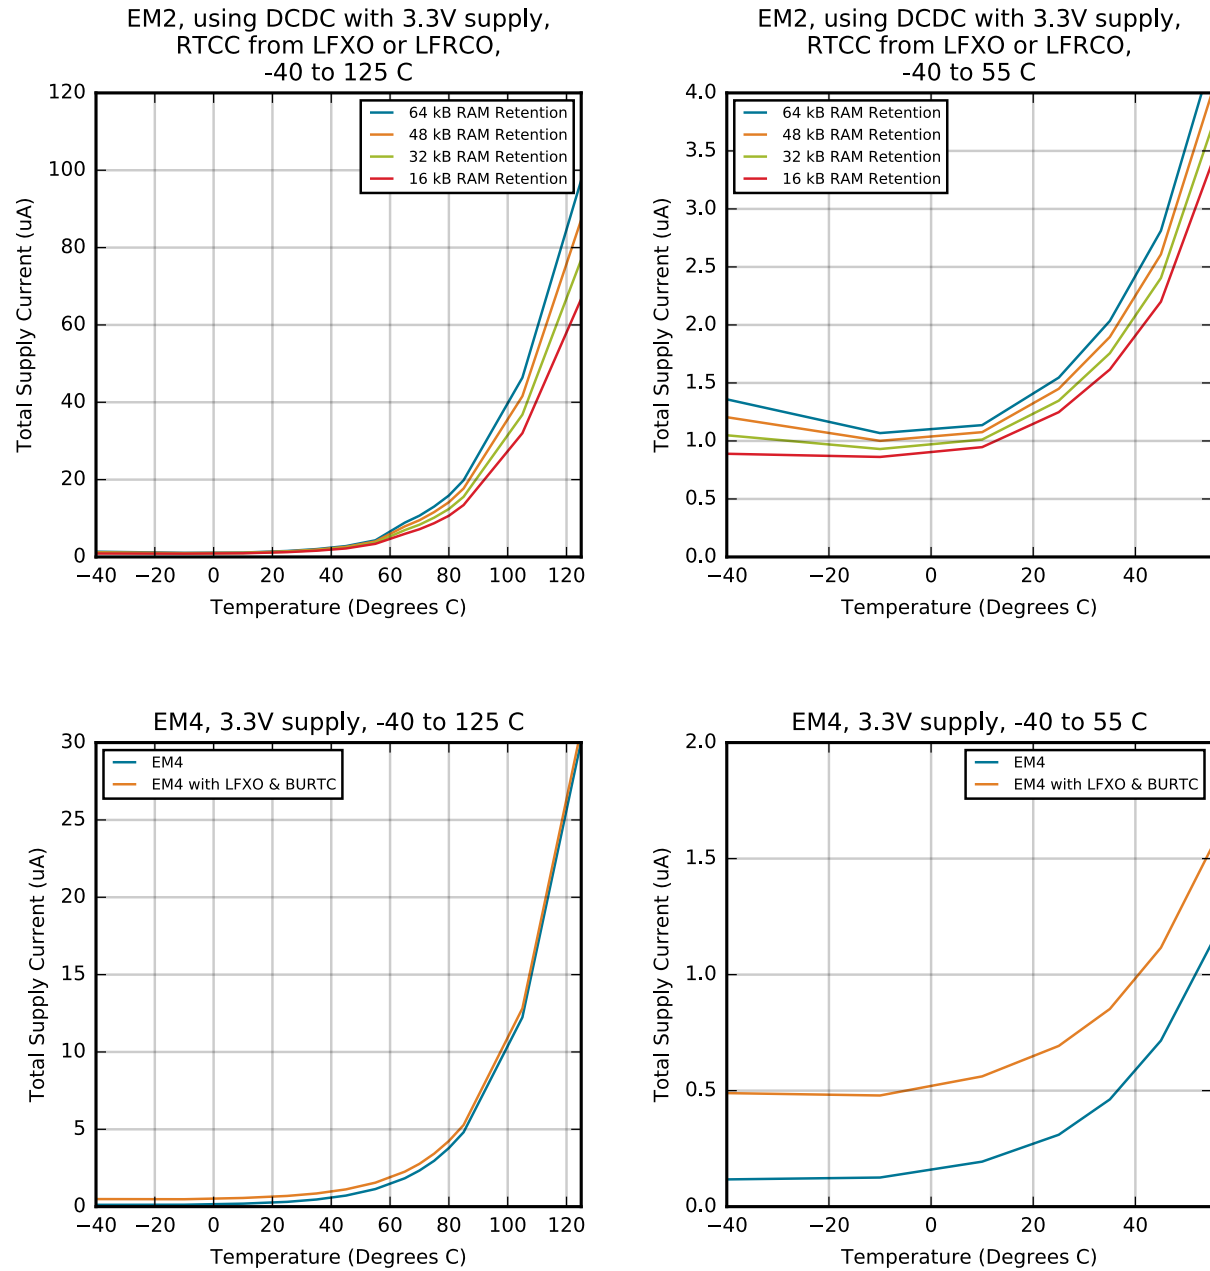 EM2, using DCDC with 3.3V supply,
RTCC from LFXO or LFRCO,
-40 to 125 C
120
100
80
60
40
20
0
Total Supply Current (uA)
64 kB RAM Retention
48 kB RAM Retention
32 kB RAM Retention
16 kB RAM Retention
−40 −20 0 20 40 60 80 100 120
Temperature (Degrees C)
EM2, using DCDC with 3.3V supply,
RTCC from LFXO or LFRCO,
-40 to 55 C
4.0
3.5
3.0
2.5
2.0
1.5
1.0
0.5
0.0
Total Supply Current (uA)
64 kB RAM Retention
48 kB RAM Retention
32 kB RAM Retention
16 kB RAM Retention
−40 −20 0 20 40
Temperature (Degrees C)
EM4, 3.3V supply, -40 to 125 C
30
25
20
15
10
5
0
Total Supply Current (uA)
EM4
EM4 with LFXO & BURTC
−40 −20 0 20 40 60 80 100 120
Temperature (Degrees C)
EM4, 3.3V supply, -40 to 55 C
2.0
1.5
1.0
0.5
0.0
Total Supply Current (uA)
EM4
EM4 with LFXO & BURTC
−40 −20 0 20 40
Temperature (Degrees C)